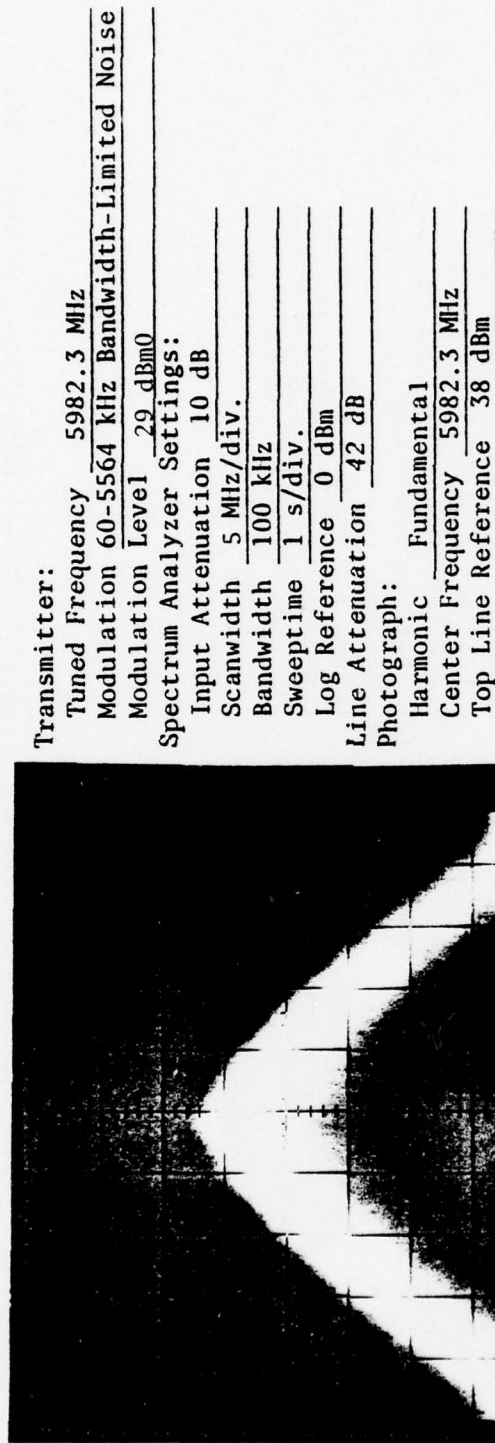 Transmitter:
Tuned Frequency 5982.3 MHz
Modulation 60-5564 kHz Bandwidth-Limited Noise
Modulation Level 29 dBmO
Spectrum Analyzer Settings:
Input Attenuation 10 dB
Scanwidth 5 MHz/div.
Bandwidth 100 kHz
Sweeptime 1 s/div.
Log Reference 0 dBm
Line Attenuation 42 dB
Photograph:
Harmonic Fundamental
Center Frequency 5982.3 MHz
Top Line Reference 38 dBm